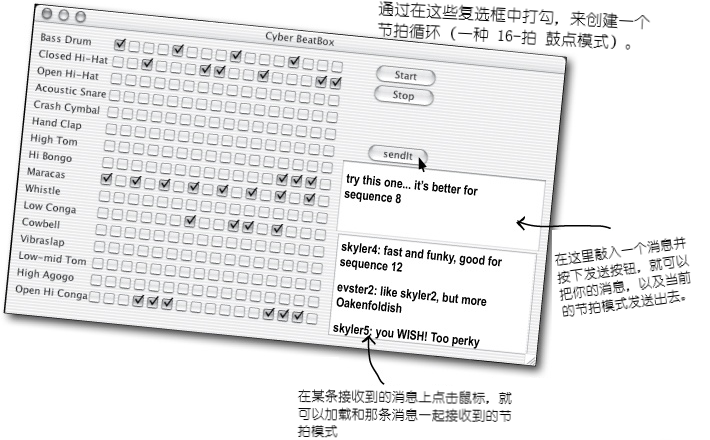 通过在这些复选框中打勾，来创建一个
节拍循环（一种 16-拍 鼓点模式）。
Cyber BeatBox
Bass Drum
Closed Hi-Hat
Open Hi-Hat
Acoustic Snare
Crash Cymbal
Hand Clap
High Tom
Hi Bongo
Maracas
Whistle
Low Conga
Cowbell
Vibraslap
Low-mid Tom
High Agogo
Open Hi Conga
Start
Stop
sendIt
try this one... it's better for
sequence 8
skyler4: fast and funky, good for
sequence 12
evster2: like skyler2, but more
Oakenfoldish
skyler5: you WISH! Too perky
在这里敲入一个消息并
按下发送按钮，就可以
把你的消息，以及当前
的节拍模式发送出去。
在某条接收到的消息上点击鼠标，就
可以加载和那条消息一起接收到的节
拍模式